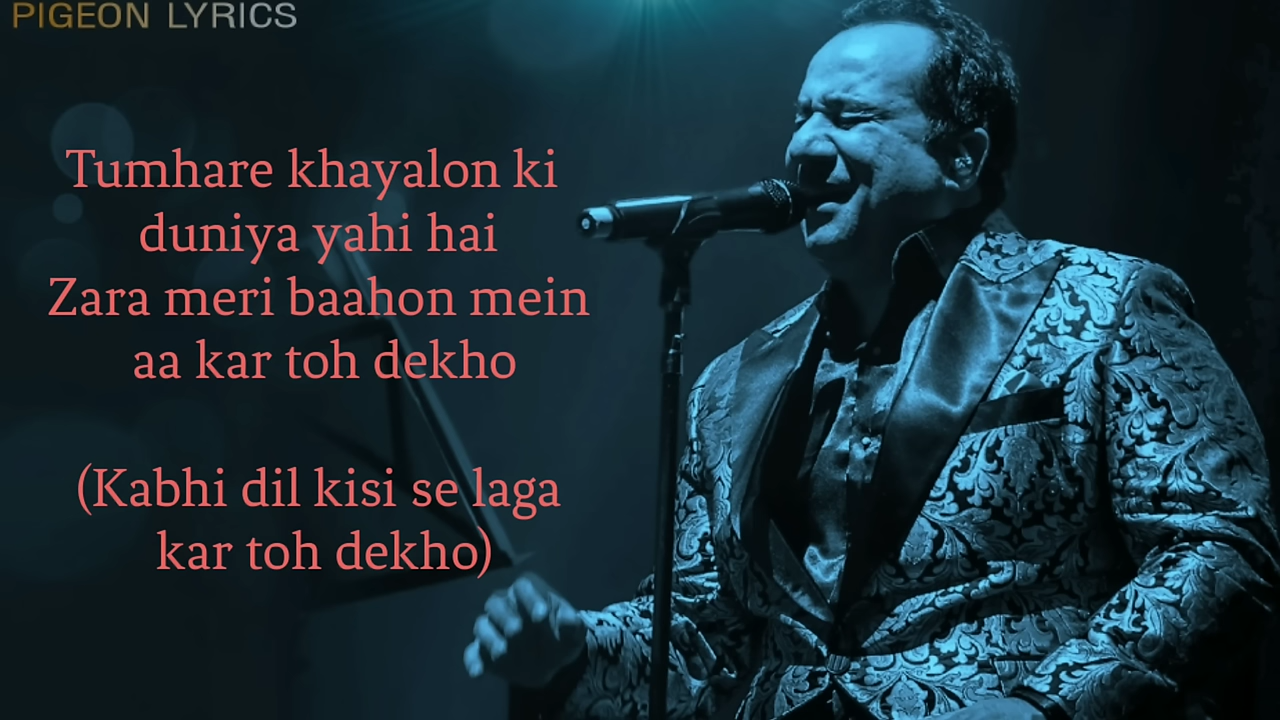 PIGEON LYRICS
Tumhare khayalon ki
duniya yahi hai
Zara meri baahon mein
aa kar toh dekho
(Kabhi dil kisi se laga
kar toh dekho)